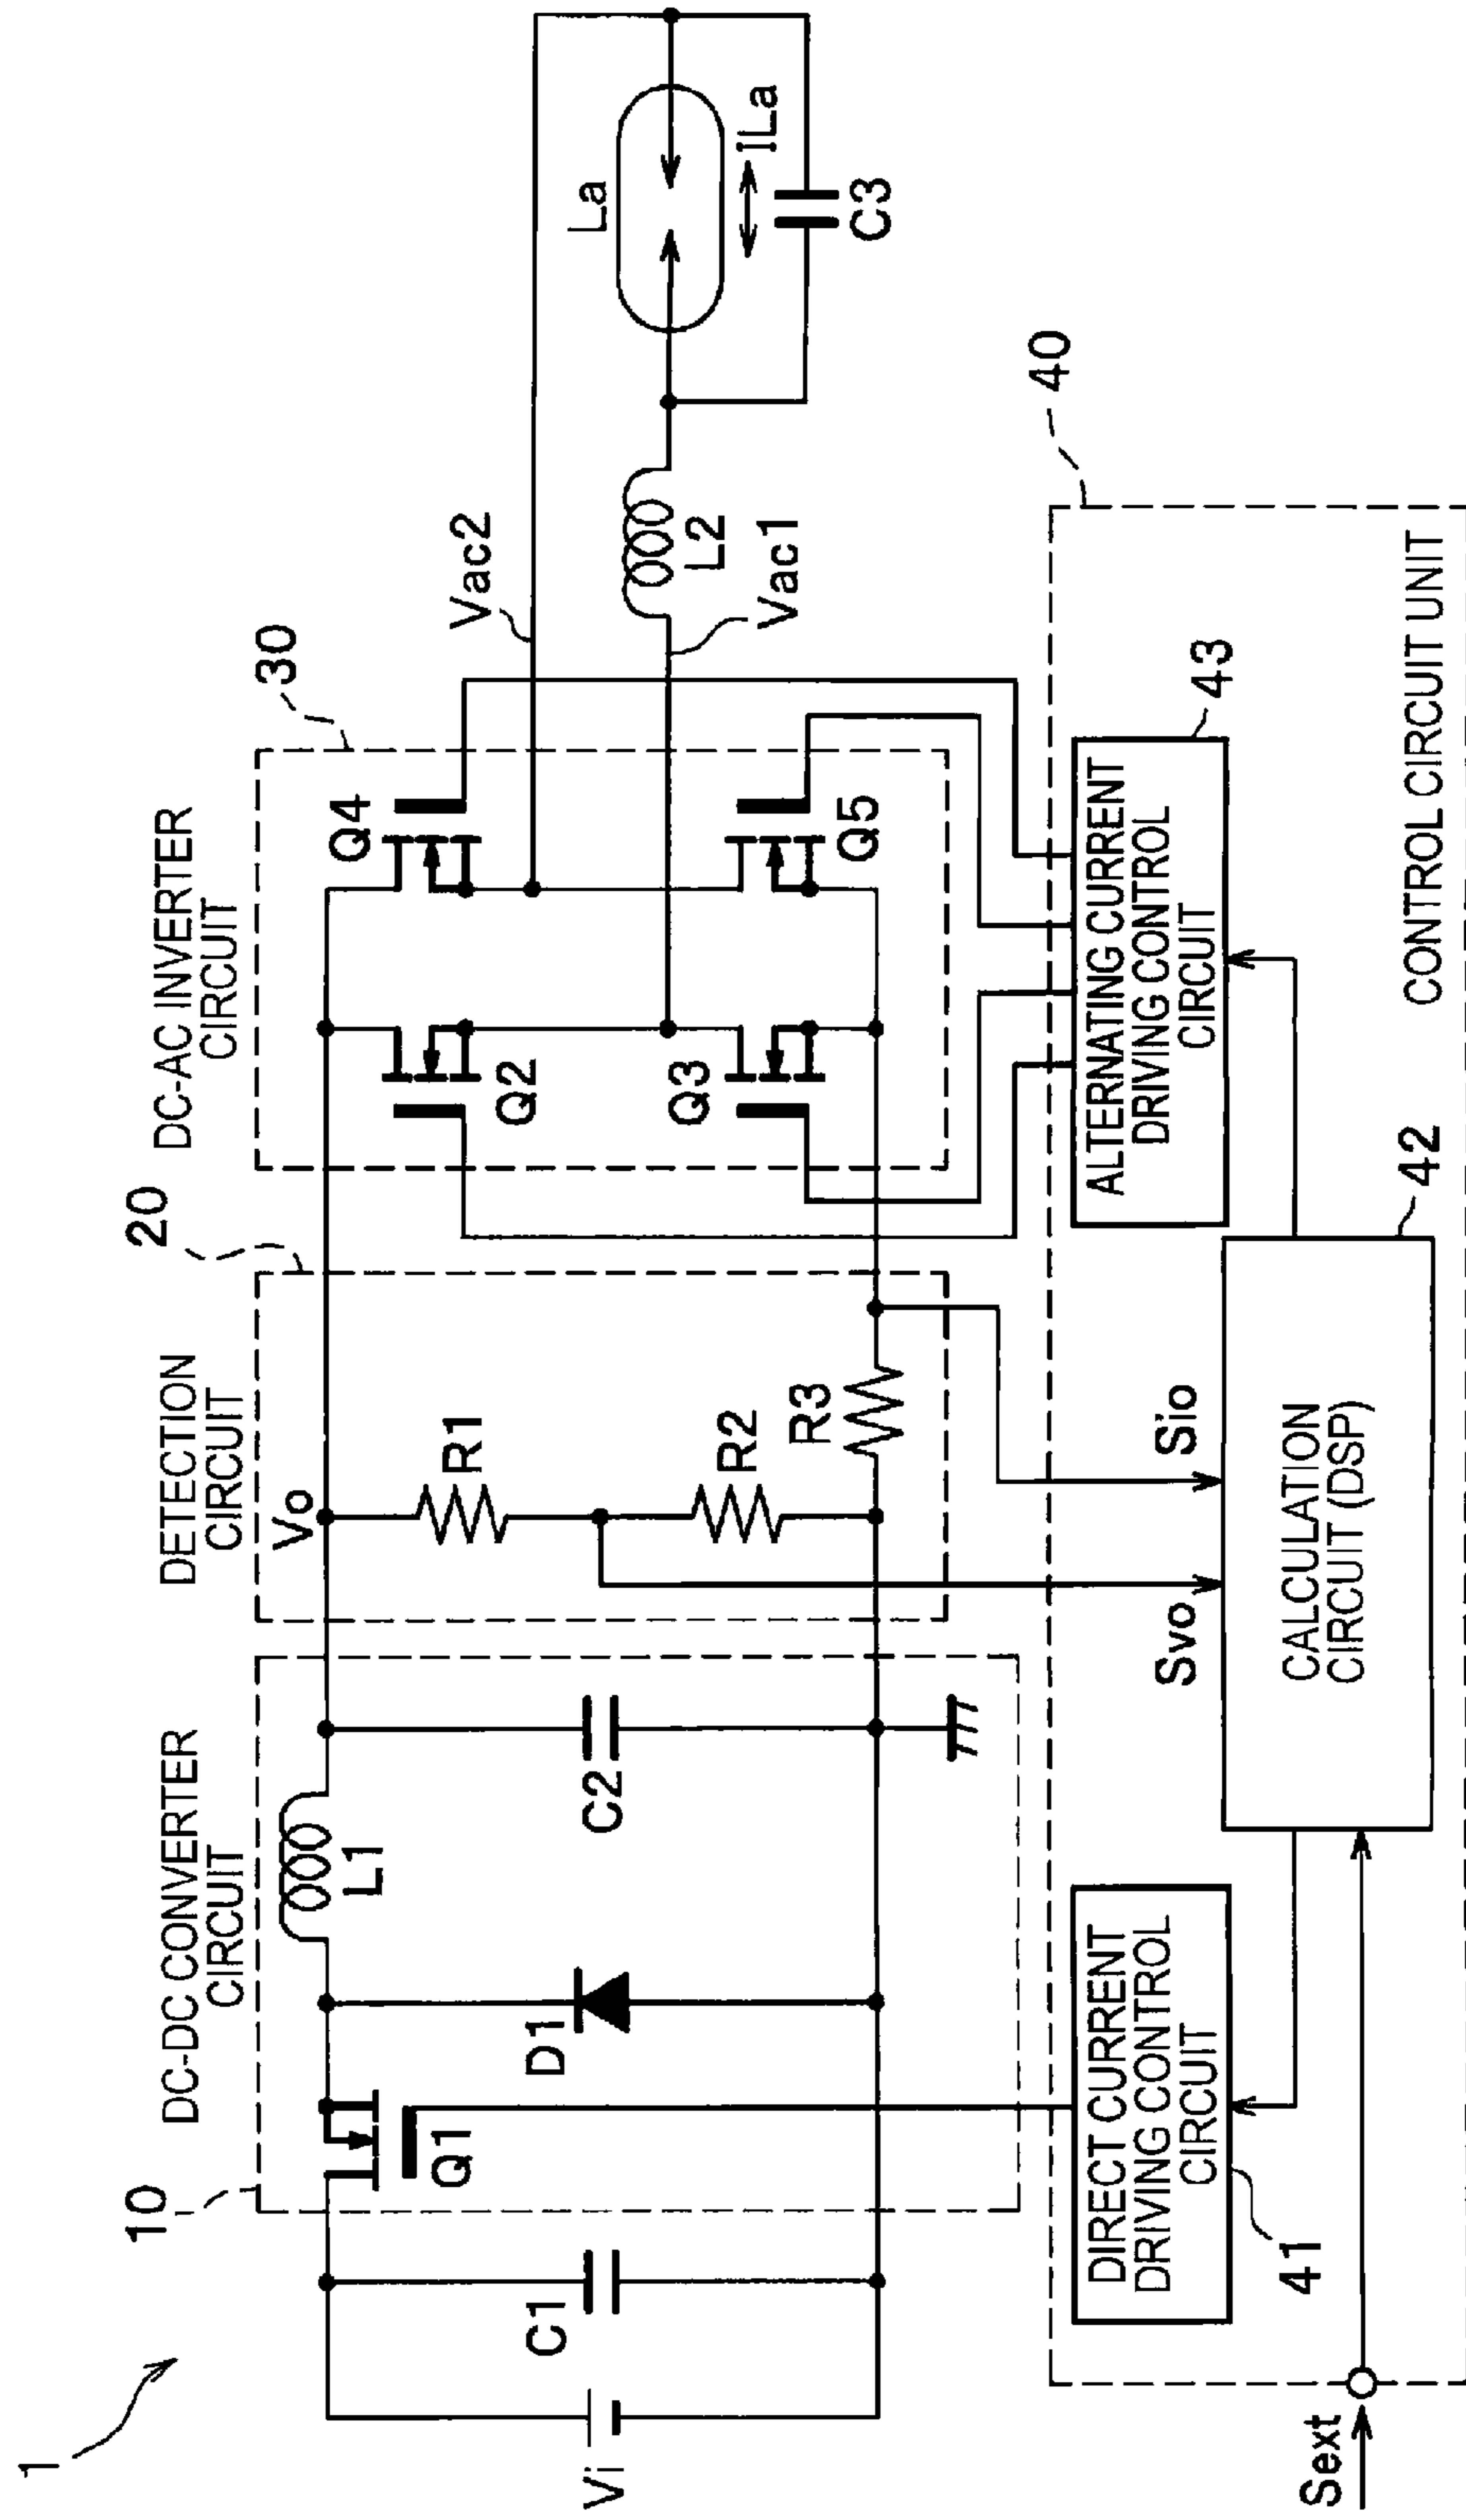 1
10
DC-DC CONVERTER
CIRCUIT
20
DETECTION
CIRCUIT
30
DC-AC INVERTER
CIRCUIT
Vi
C1
Q1
D1
L1
C2
Vo
R1
R2
R3
Q2
Q3
Q4
Q5
Vac2
Vac1
L2
La
iLa
C3
40
Svo
Sio
DIRECT CURRENT
DRIVING CONTROL
CIRCUIT
41
CALCULATION
CIRCUIT (DSP)
42
ALTERNATING CURRENT
DRIVING CONTROL
CIRCUIT
43
Sext
CONTROL CIRCUIT UNIT